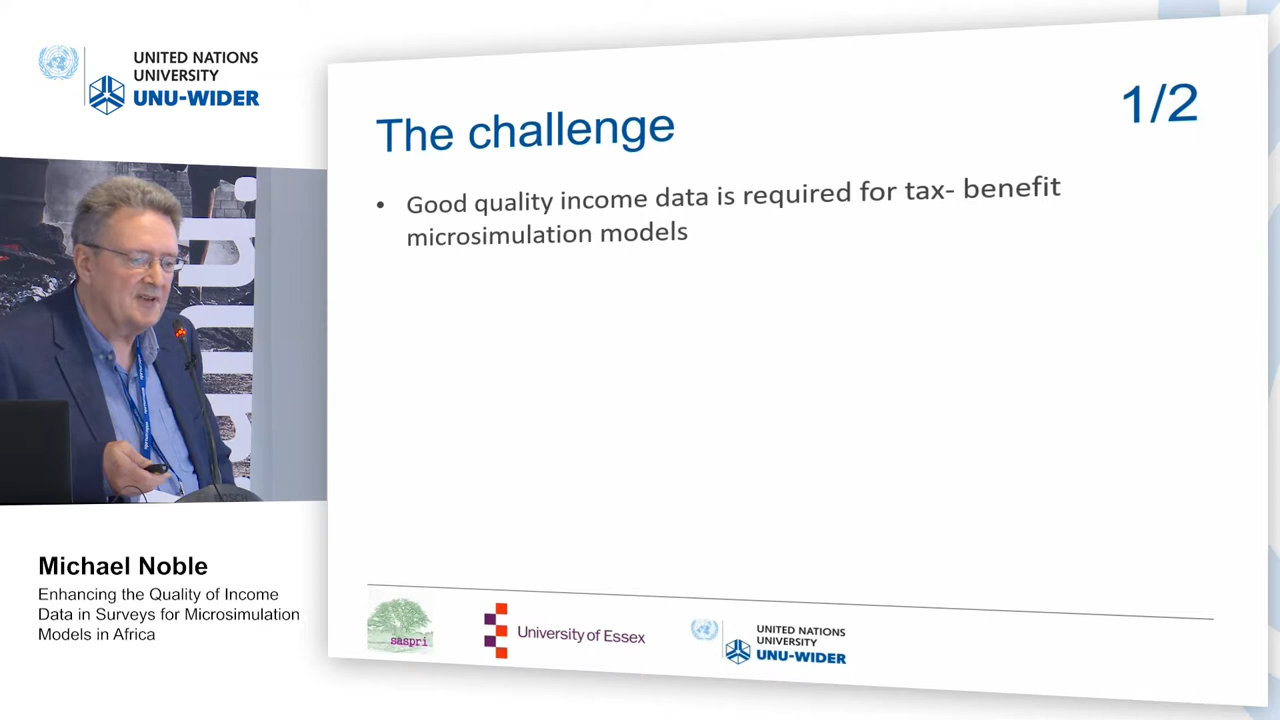 UNITED NATIONS
UNIVERSITY
UNU-WIDER
The challenge
1/2
• Good quality income data is required for tax- benefit
microsimulation models
Michael Noble
Enhancing the Quality of Income
Data in Surveys for Microsimulation
Models in Africa
saspri
University of Essex
UNITED NATIONS
UNIVERSITY
UNU-WIDER